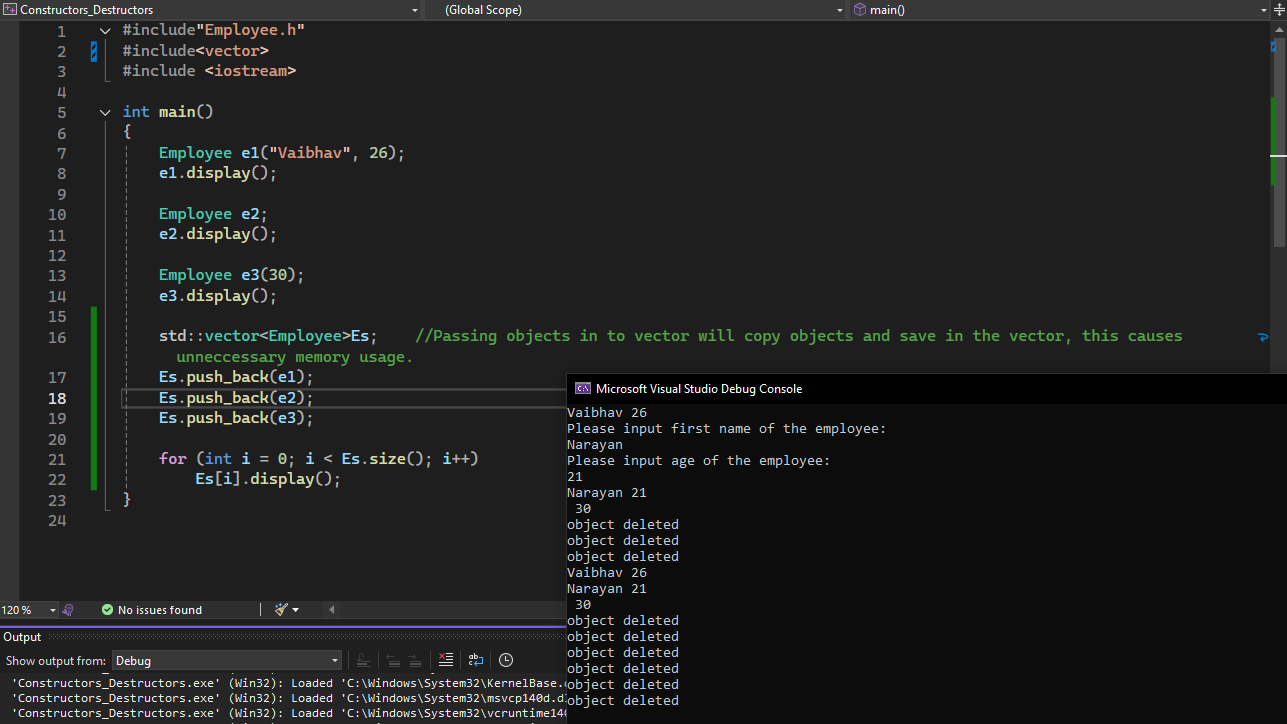 Constructors_Destructors (Global Scope) main()
1 #include"Employee.h"
2 #include<vector>
3 #include <iostream>
4
5 int main()
6 {
7 Employee e1("Vaibhav", 26);
8 e1.display();
9
10 Employee e2;
11 e2.display();
12
13 Employee e3(30);
14 e3.display();
15
16 std::vector<Employee>Es; //Passing objects in to vector will copy objects and save in the vector, this causes
unneccessary memory usage.
17 Es.push_back(e1);
18 Es.push_back(e2);
19 Es.push_back(e3);
20
21 for (int i = 0; i < Es.size(); i++)
22 Es[i].display();
23 }
24
120 % No issues found
Output
Show output from: Debug
'Constructors_Destructors.exe' (Win32): Loaded 'C:\Windows\System32\KernelBase.
'Constructors_Destructors.exe' (Win32): Loaded 'C:\Windows\System32\msvcp140d.d
'Constructors_Destructors.exe' (Win32): Loaded 'C:\Windows\System32\vcruntime140
Microsoft Visual Studio Debug Console
Vaibhav 26
Please input first name of the employee:
Narayan
Please input age of the employee:
21
Narayan 21
30
object deleted
object deleted
object deleted
Vaibhav 26
Narayan 21
30
object deleted
object deleted
object deleted
object deleted
object deleted
object deleted